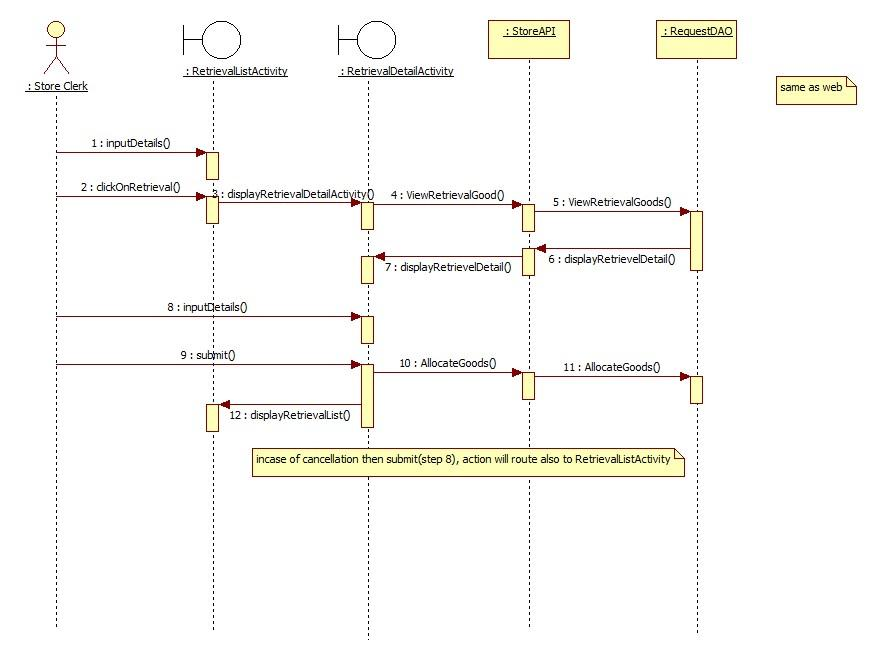 : Store Clerk
: RetrievalListActivity
: RetrievalDetailActivity
: StoreAPI
: RequestDAO
same as web
1 : inputDetails()
2 : clickOnRetrieval()
3 : displayRetrievalDetailActivity()
4 : ViewRetrievalGood()
5 : ViewRetrievalGoods()
6 : displayRetrievelDetail()
7 : displayRetrievelDetail()
8 : inputDetails()
9 : submit()
10 : AllocateGoods()
11 : AllocateGoods()
12 : displayRetrievalList()
incase of cancellation then submit(step 8), action will route also to RetrievalListActivity